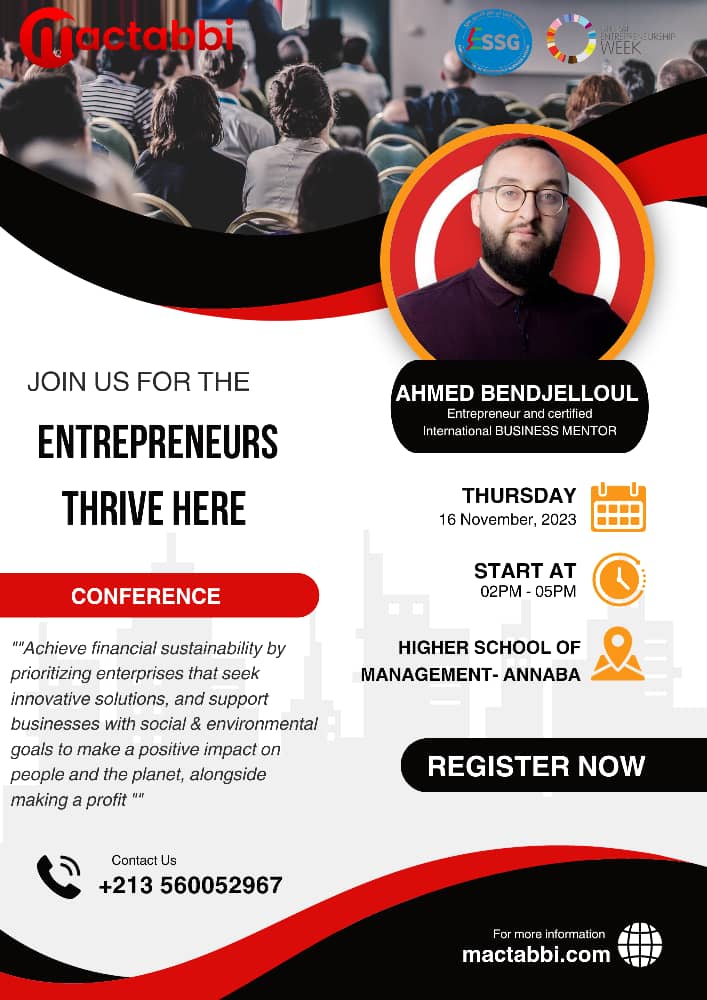 Mactabbi
ESSG
ENTREPRENEURSHIP
WEEK
AHMED BENDJELLOUL
Entrepreneur and certified
International BUSINESS MENTOR
JOIN US FOR THE
ENTREPRENEURS
THRIVE HERE
CONFERENCE
""Achieve financial sustainability by
prioritizing enterprises that seek
innovative solutions, and support
businesses with social & environmental
goals to make a positive impact on
people and the planet, alongside
making a profit ""
THURSDAY
16 November, 2023
START AT
02PM - 05PM
HIGHER SCHOOL OF
MANAGEMENT- ANNABA
REGISTER NOW
Contact Us
+213 560052967
For more information
mactabbi.com